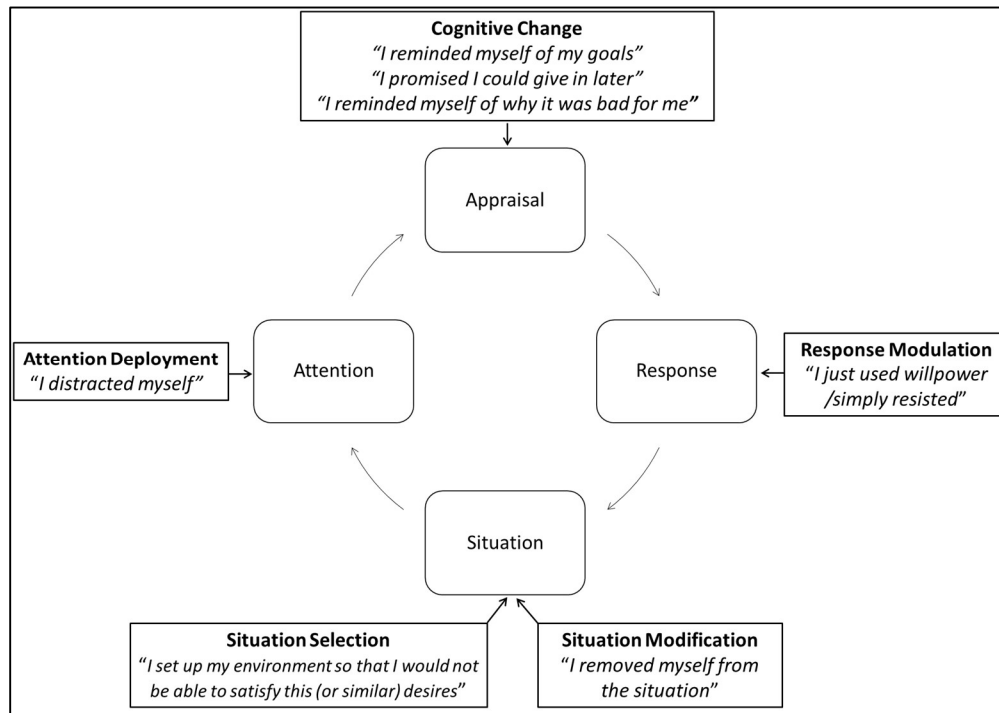 Cognitive Change
“I reminded myself of my goals”
“I promised I could give in later”
“I reminded myself of why it was bad for me”
Appraisal
Attention Deployment
“I distracted myself”
Attention
Response
Response Modulation
“I just used willpower
/simply resisted”
Situation
Situation Selection
“I set up my environment so that I would not
be able to satisfy this (or similar) desires”
Situation Modification
“I removed myself from
the situation”